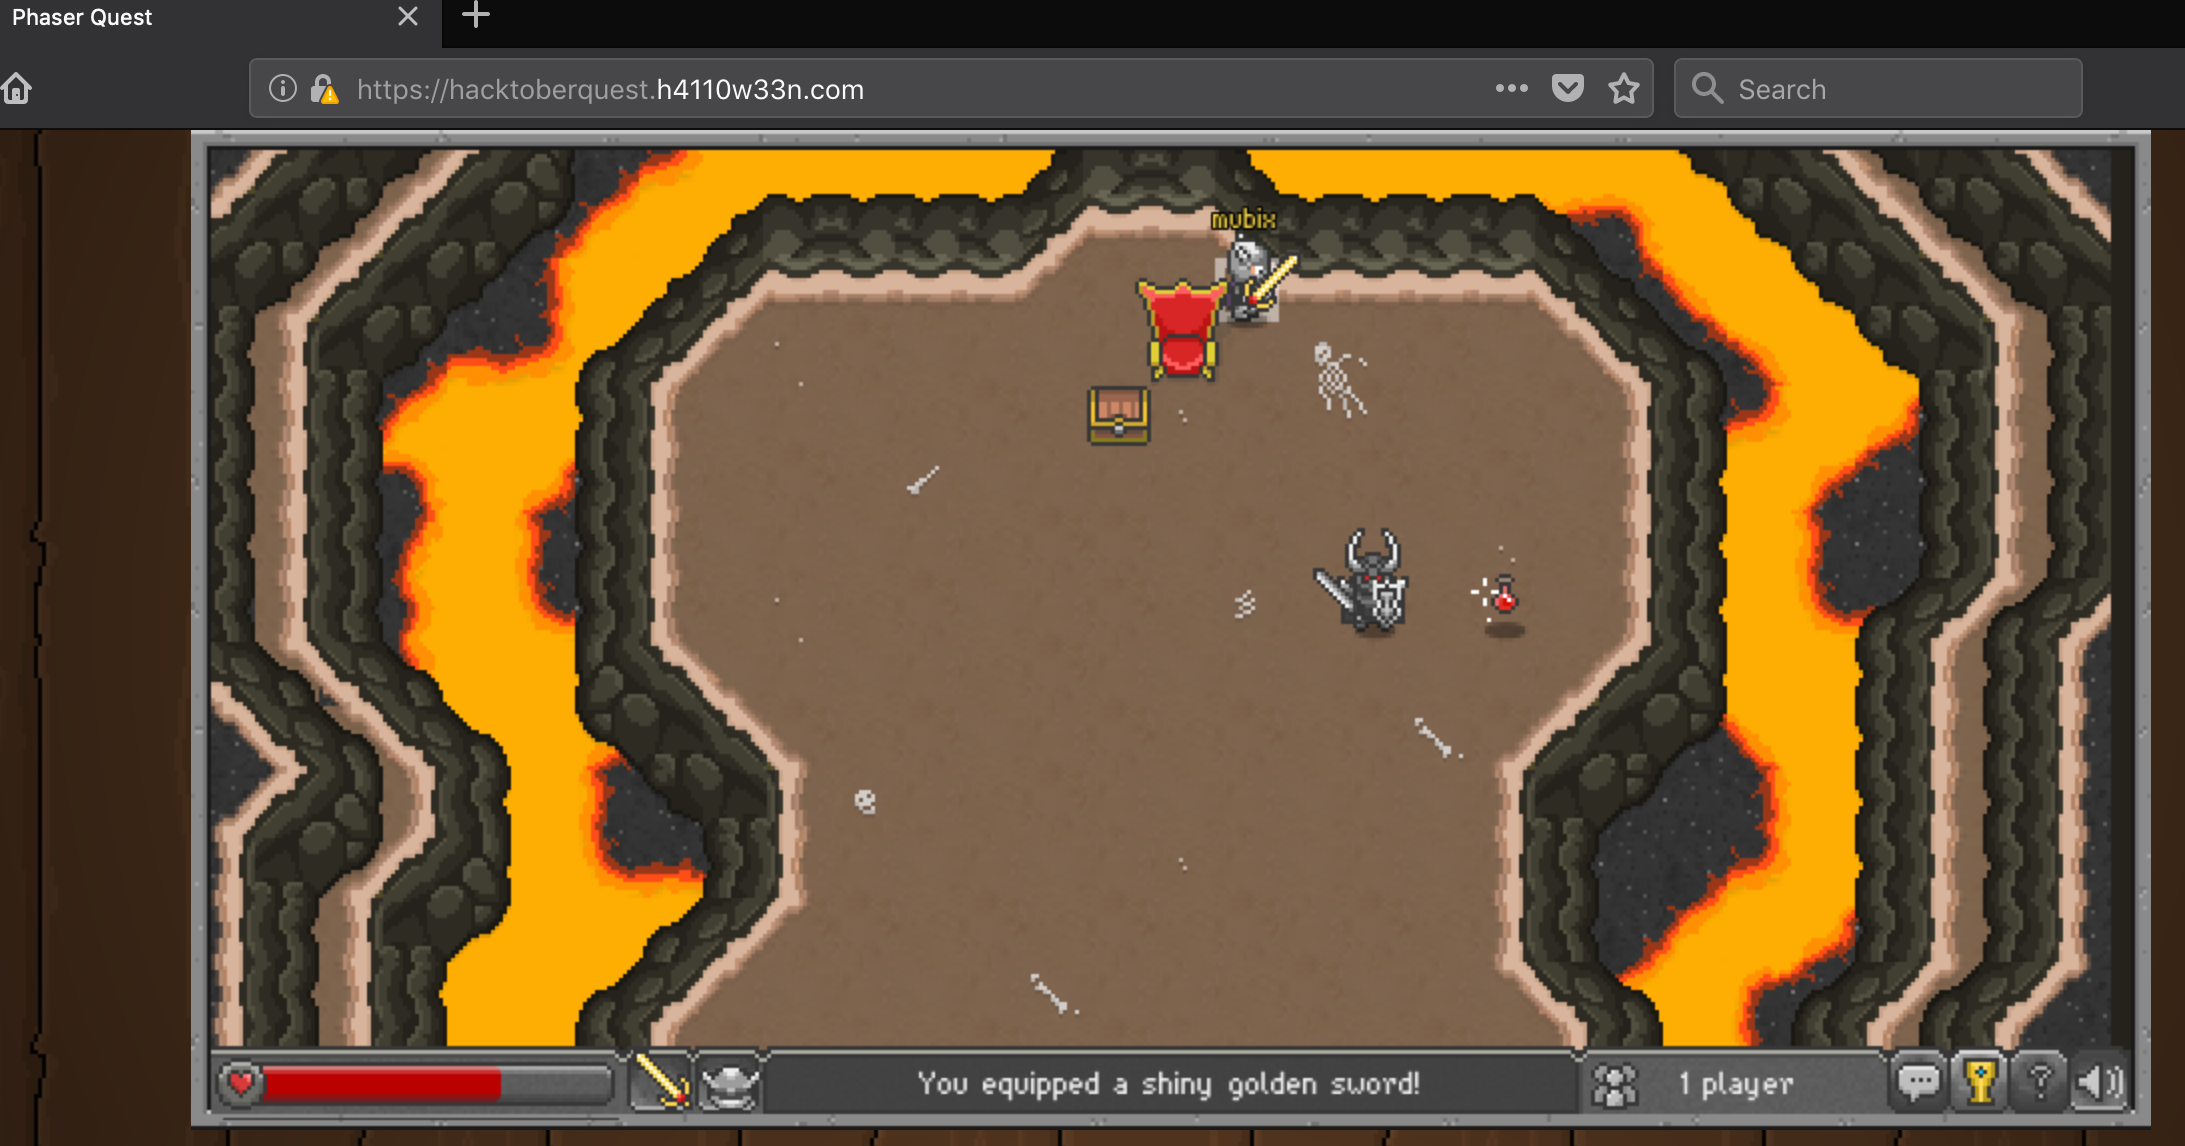 Phaser Quest
https://hacktoberquest.h4110w33n.com
Search
mubix
You equipped a shiny golden sword!
1 player